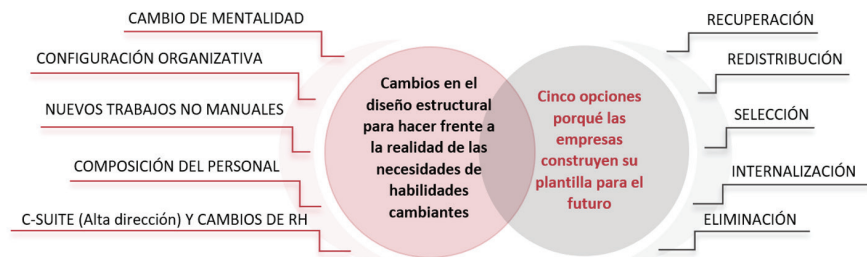 CAMBIO DE MENTALIDAD
CONFIGURACIÓN ORGANIZATIVA
NUEVOS TRABAJOS NO MANUALES
COMPOSICIÓN DEL PERSONAL
C-SUITE (Alta dirección) Y CAMBIOS DE RH
Cambios en el
diseño estructural
para hacer frente a
la realidad de las
necesidades de
habilidades
cambiantes
Cinco opciones
porqué las
empresas
construyen su
plantilla para el
futuro
RECUPERACIÓN
REDISTRIBUCIÓN
SELECCIÓN
INTERNALIZACIÓN
ELIMINACIÓN